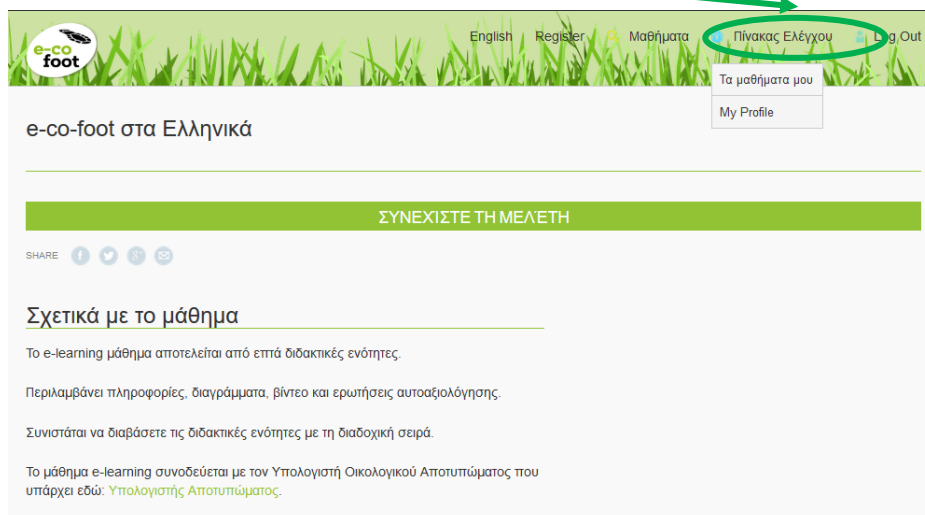 e-co
foot
English Register Μαθήματα Πίνακας Ελέγχου Log Out
Τα μαθήματα μου
My Profile
e-co-foot στα Ελληνικά
ΣΥΝΕΧΊΣΤΕ ΤΗ ΜΕΛΈΤΗ
SHARE
Σχετικά με το μάθημα
Το e-learning μάθημα αποτελείται από επτά διδακτικές ενότητες.
Περιλαμβάνει πληροφορίες, διαγράμματα, βίντεο και ερωτήσεις αυτοαξιολόγησης.
Συνιστάται να διαβάσετε τις διδακτικές ενότητες με τη διαδοχική σειρά.
Το μάθημα e-learning συνοδεύεται με τον Υπολογιστή Οικολογικού Αποτυπώματος που
υπάρχει εδώ: Υπολογιστής Αποτυπώματος.